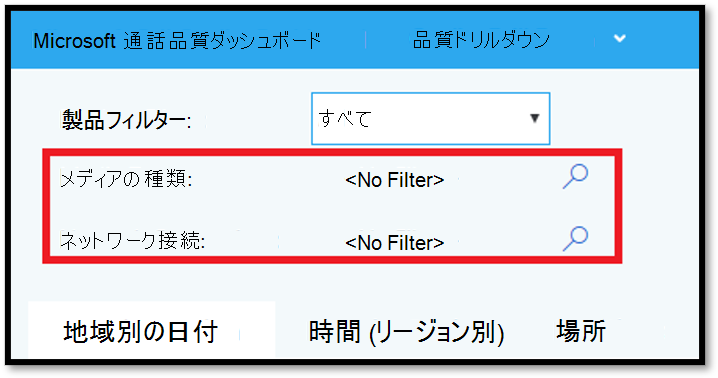 Microsoft 通話品質ダッシュボード 品質ドリルダウン
製品フィルター: すべて
メディアの種類: <No Filter>
ネットワーク接続: <No Filter>
地域別の日付 時間 (リージョン別) 場所